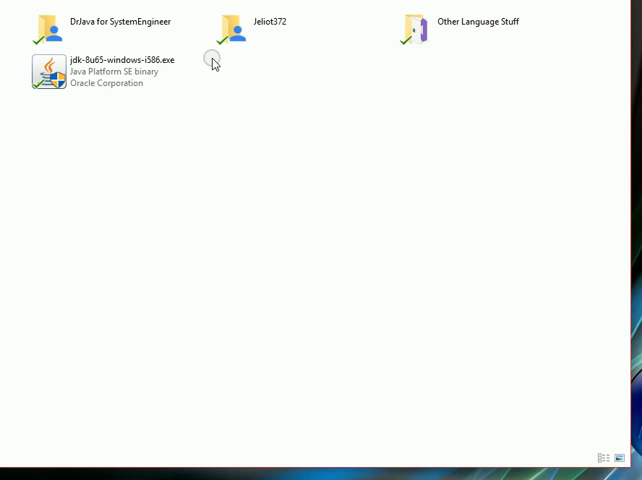 DrJava for SystemEngineer
Jeliot372
Other Language Stuff
jdk-8u65-windows-i586.exe
Java Platform SE binary
Oracle Corporation